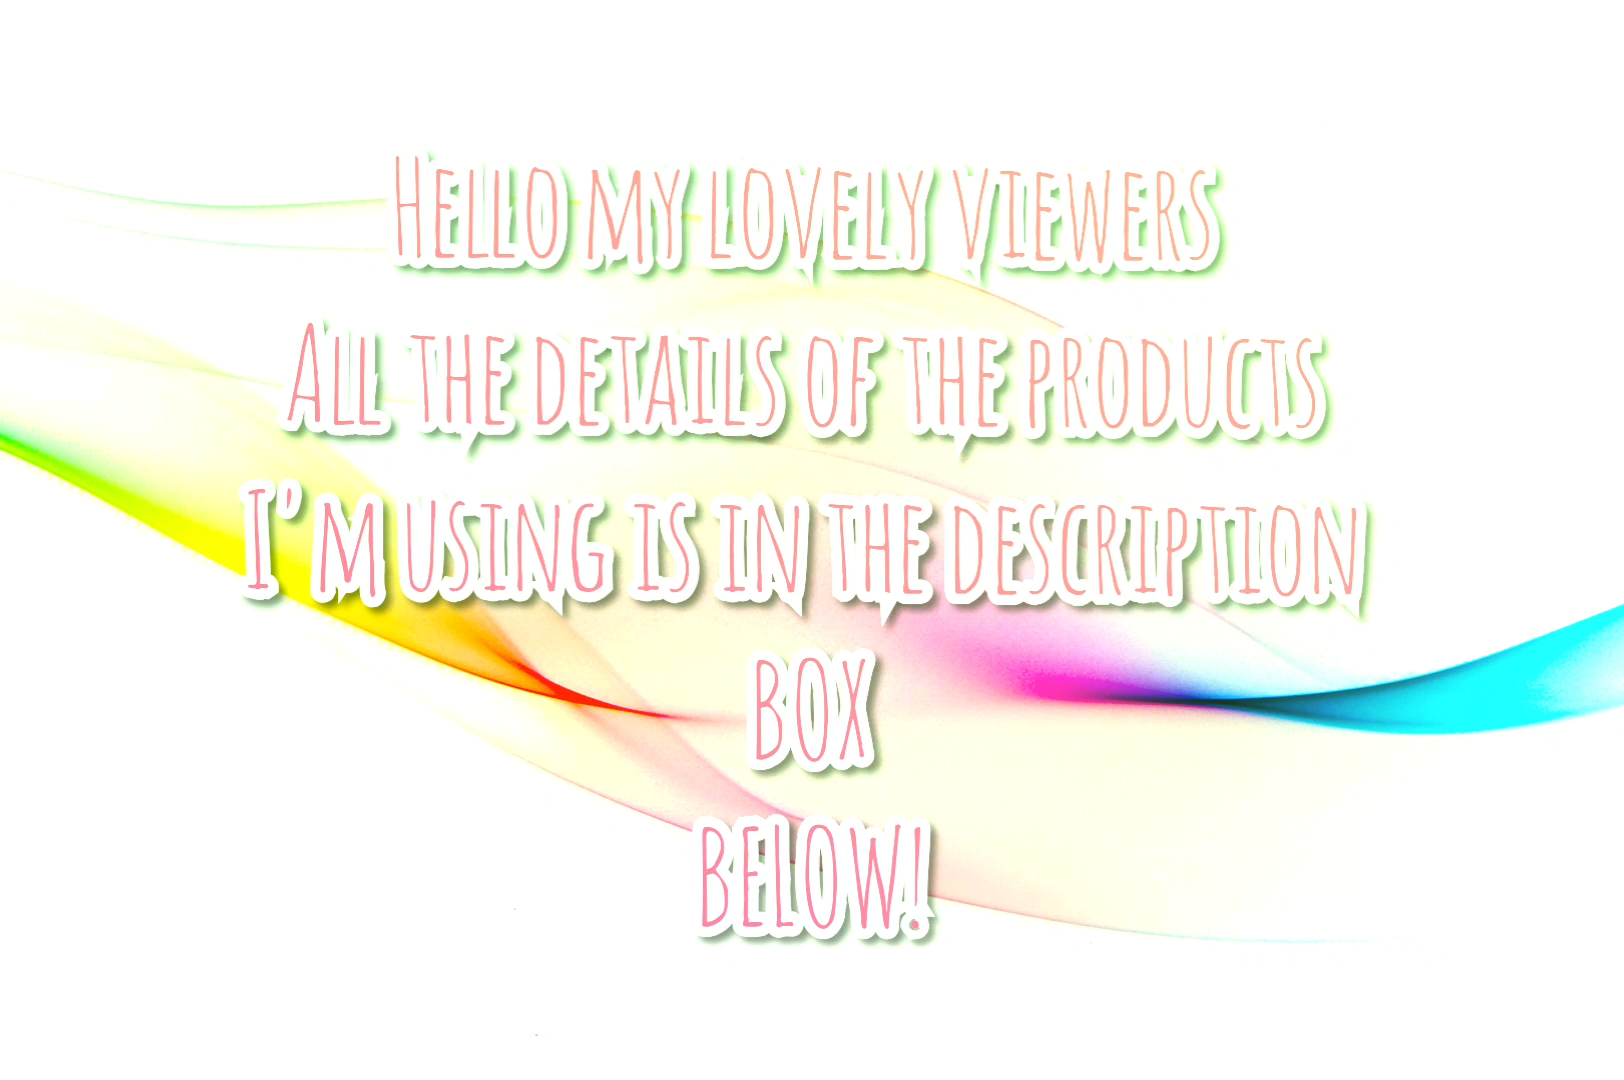 Hello my lovely viewers
All the details of the products
I'm using is in the description
box
below!